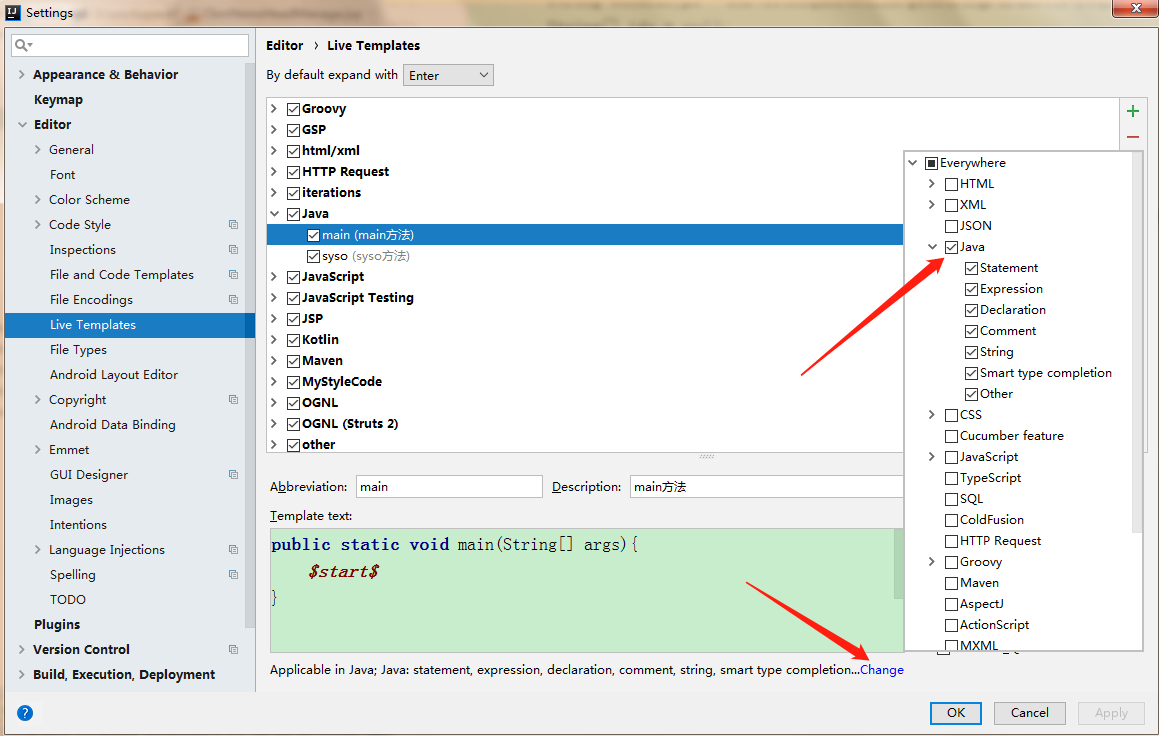 Settings
Appearance & Behavior
Keymap
Editor
General
Font
Color Scheme
Code Style
Inspections
File and Code Templates
File Encodings
Live Templates
File Types
Android Layout Editor
Copyright
Android Data Binding
Emmet
GUI Designer
Images
Intentions
Language Injections
Spelling
TODO
Plugins
Version Control
Build, Execution, Deployment
Editor › Live Templates
By default expand with Enter
Groovy
GSP
html/xml
HTTP Request
iterations
Java
main (main方法)
syso (syso方法)
JavaScript
JavaScript Testing
JSP
Kotlin
Maven
MyStyleCode
OGNL
OGNL (Struts 2)
other
Everywhere
HTML
XML
JSON
Java
Statement
Expression
Declaration
Comment
String
Smart type completion
Other
CSS
Cucumber feature
JavaScript
TypeScript
SQL
ColdFusion
HTTP Request
Groovy
Maven
AspectJ
ActionScript
MXML
Abbreviation: main Description: main方法
Template text:
public static void main(String[] args){
$start$
}
Applicable in Java; Java: statement, expression, declaration, comment, string, smart type completion...Change
? OK Cancel Apply